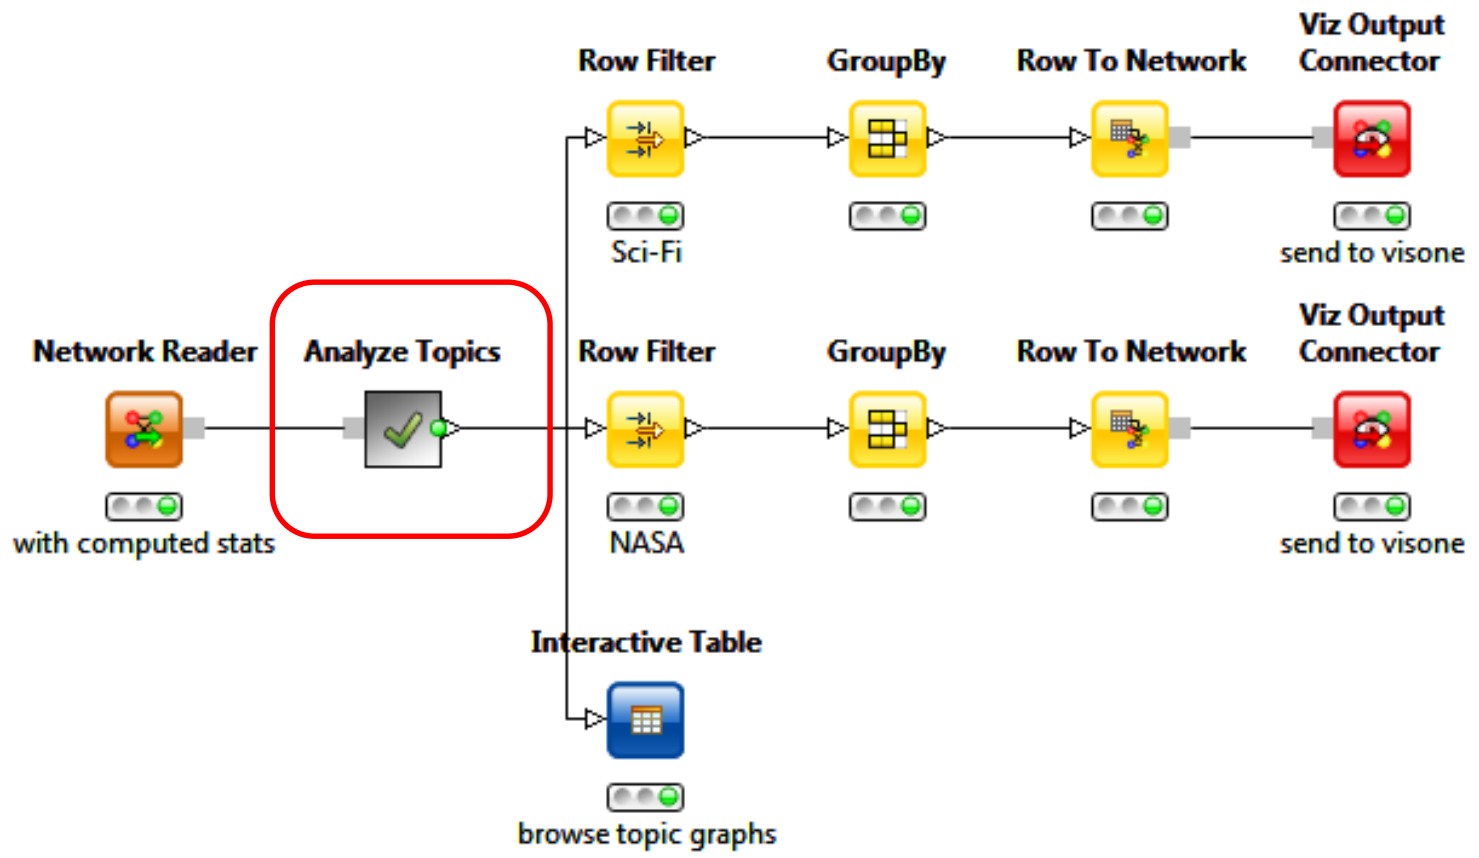 Viz Output
Row Filter GroupBy Row To Network Connector
Sci-Fi send to visone
Viz Output
Network Reader Analyze Topics Row Filter GroupBy Row To Network Connector
with computed stats NASA send to visone
Interactive Table
browse topic graphs